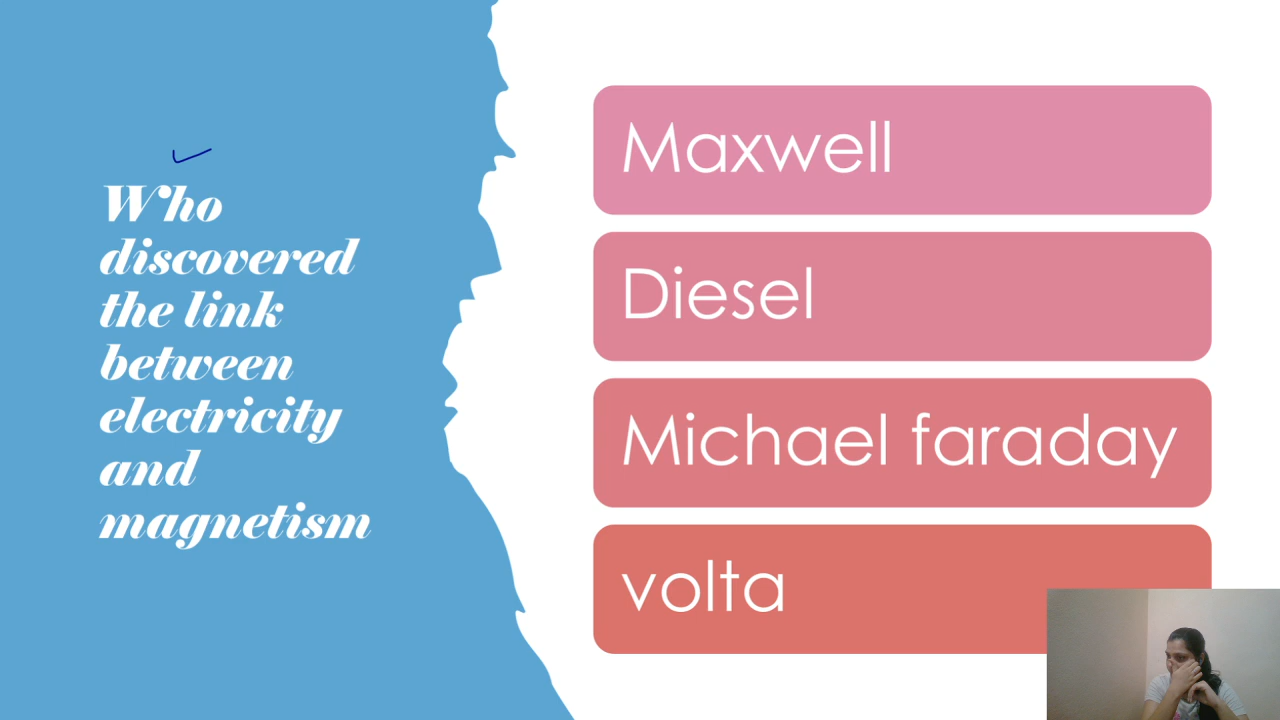 Who
discovered
the link
between
electricity
and
magnetism
Maxwell
Diesel
Michael faraday
volta